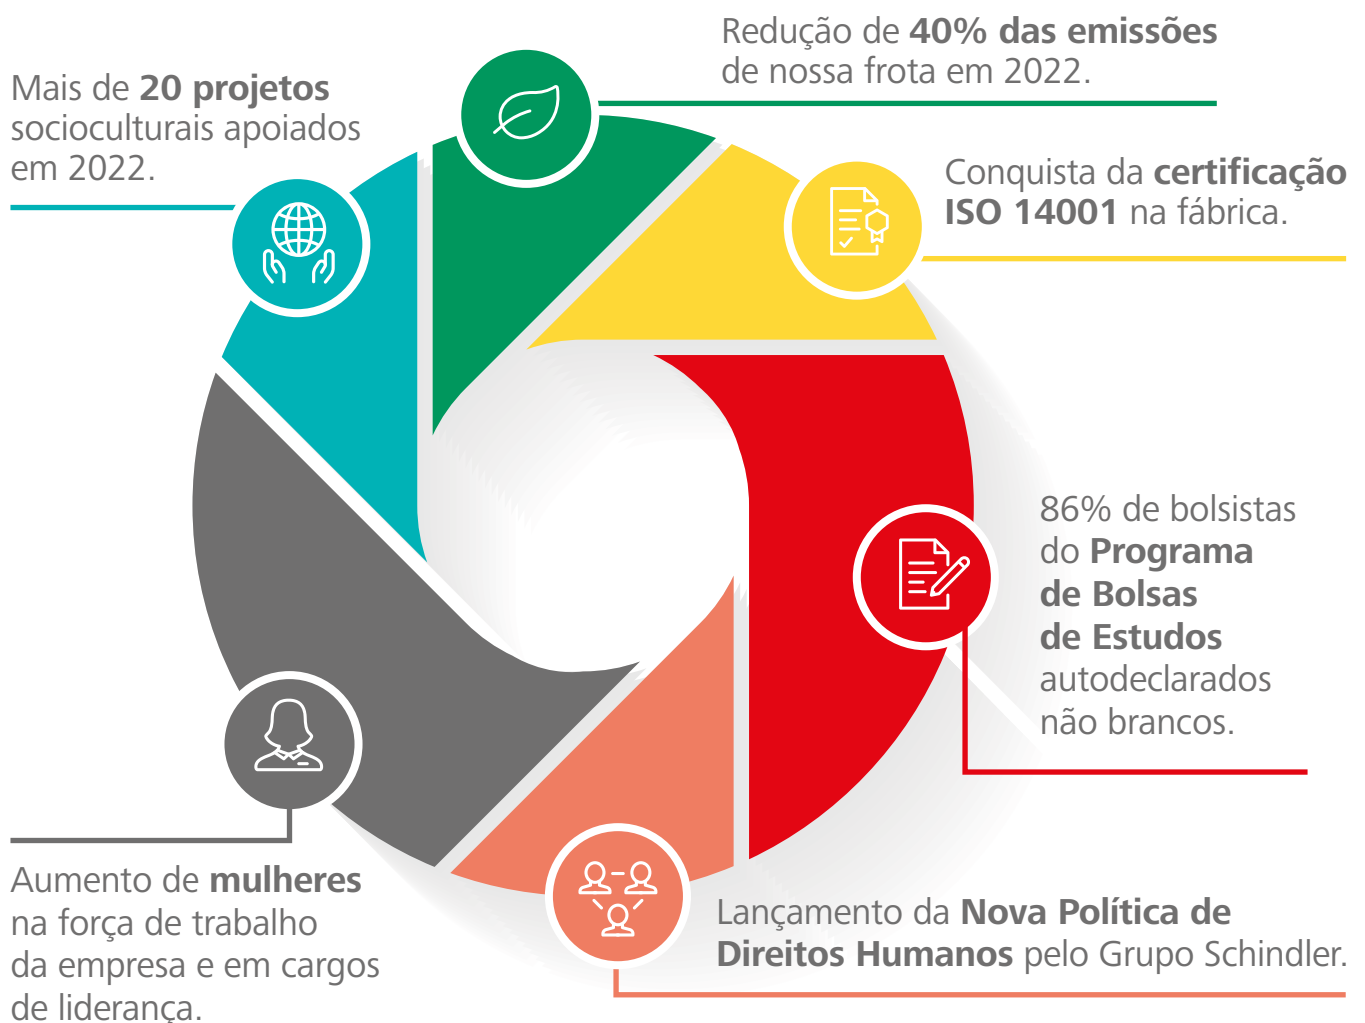 Redução de 40% das emissões
de nossa frota em 2022.
Mais de 20 projetos
socioculturais apoiados
em 2022.
Conquista da certificação
ISO 14001 na fábrica.
86% de bolsistas
do Programa
de Bolsas
de Estudos
autodeclarados
não brancos.
Aumento de mulheres
na força de trabalho
da empresa e em cargos
de liderança.
Lançamento da Nova Política de
Direitos Humanos pelo Grupo Schindler.